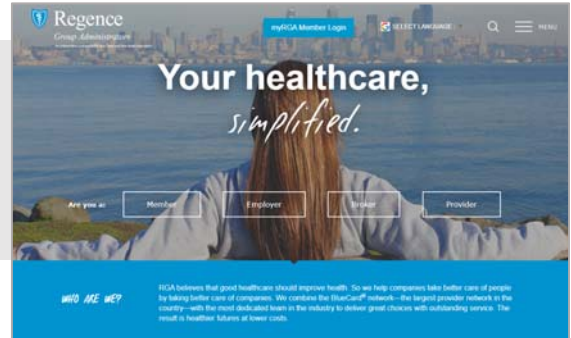 Regence
Group Administrators
myRGA Member Login
SELECT LANGUAGE
MENU
Your healthcare,
simplified.
Are you a:
Member
Employer
Broker
Provider
WHO ARE WE?
RGA believes that good healthcare should improve health. So we help companies take better care of people
by taking better care of companies. We combine the BlueCard® network—the largest provider network in the
country—with the most dedicated team in the industry to deliver great choices with outstanding service. The
result is healthier futures at lower costs.